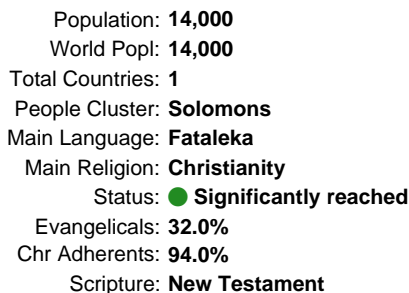 Population: 14,000
World Popl: 14,000
Total Countries: 1
People Cluster: Solomons
Main Language: Fataleka
Main Religion: Christianity
Status: Significantly reached
Evangelicals: 32.0%
Chr Adherents: 94.0%
Scripture: New Testament